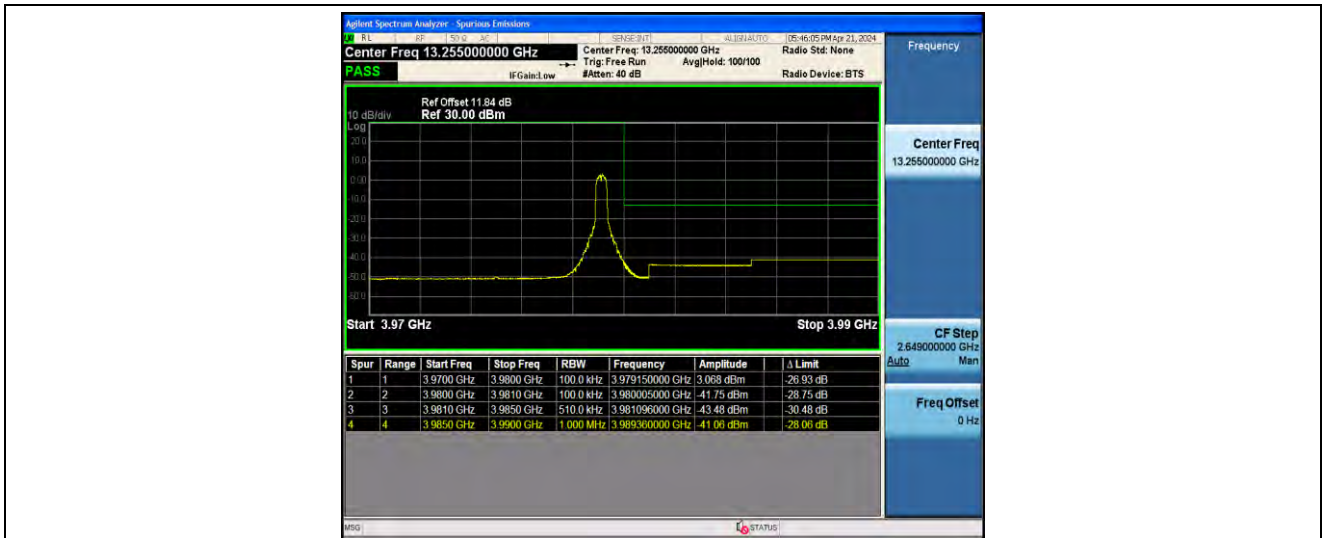 Agilent Spectrum Analyzer - Spurious Emissions
RL RF 50 Ω AC SENSE:INT ALIGNAUTO 05:46:05 PM Apr 21, 2024
Center Freq 13.255000000 GHz Center Freq: 13.255000000 GHz Radio Std: None
Trig: Free Run Avg|Hold: 100/100
PASS IFGain:Low #Atten: 40 dB Radio Device: BTS
Ref Offset 11.84 dB
10 dB/div Ref 30.00 dBm
Log
20.0
10.0
0.00
-10.0
-20.0
-30.0
-40.0
-50.0
-60.0
Start 3.97 GHz Stop 3.99 GHz
Spur Range Start Freq Stop Freq RBW Frequency Amplitude Δ Limit
1 1 3.9700 GHz 3.9800 GHz 100.0 kHz 3.979150000 GHz 3.068 dBm -26.93 dB
2 2 3.9800 GHz 3.9810 GHz 100.0 kHz 3.980005000 GHz -41.75 dBm -28.75 dB
3 3 3.9810 GHz 3.9850 GHz 510.0 kHz 3.981096000 GHz -43.48 dBm -30.48 dB
4 4 3.9850 GHz 3.9900 GHz 1.000 MHz 3.989360000 GHz -41.06 dBm -28.06 dB
MSG STATUS
Frequency
Center Freq
13.255000000 GHz
CF Step
2.649000000 GHz
Auto Man
Freq Offset
0 Hz